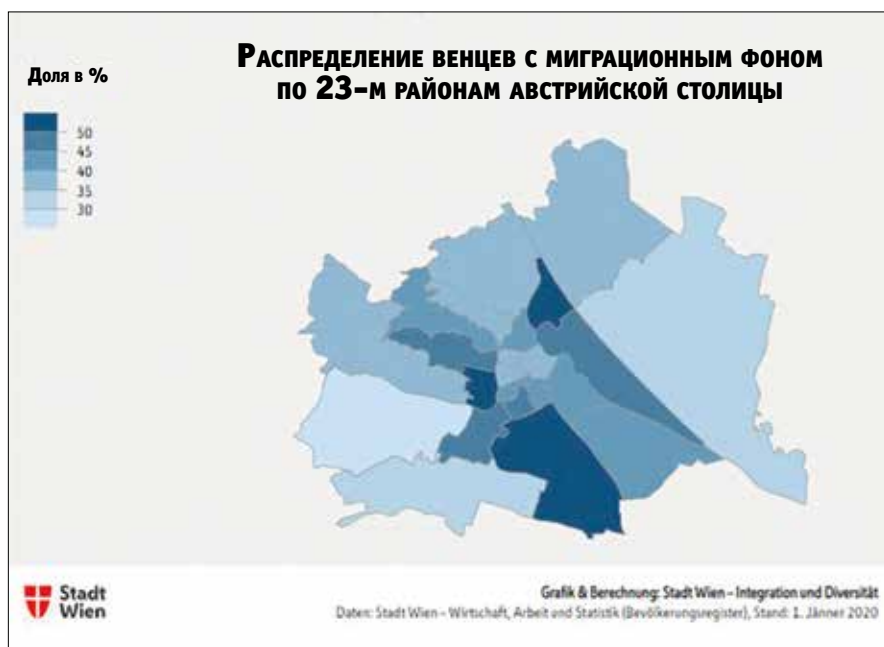 Распределение венцев с миграционным фоном
по 23-м районам австрийской столицы
Доля в %
50
45
40
35
30
Stadt
Wien
Grafik & Berechnung: Stadt Wien – Integration und Diversität
Daten: Stadt Wien – Wirtschaft, Arbeit und Statistik (Bevölkerungsregister), Stand: 1. Jänner 2020